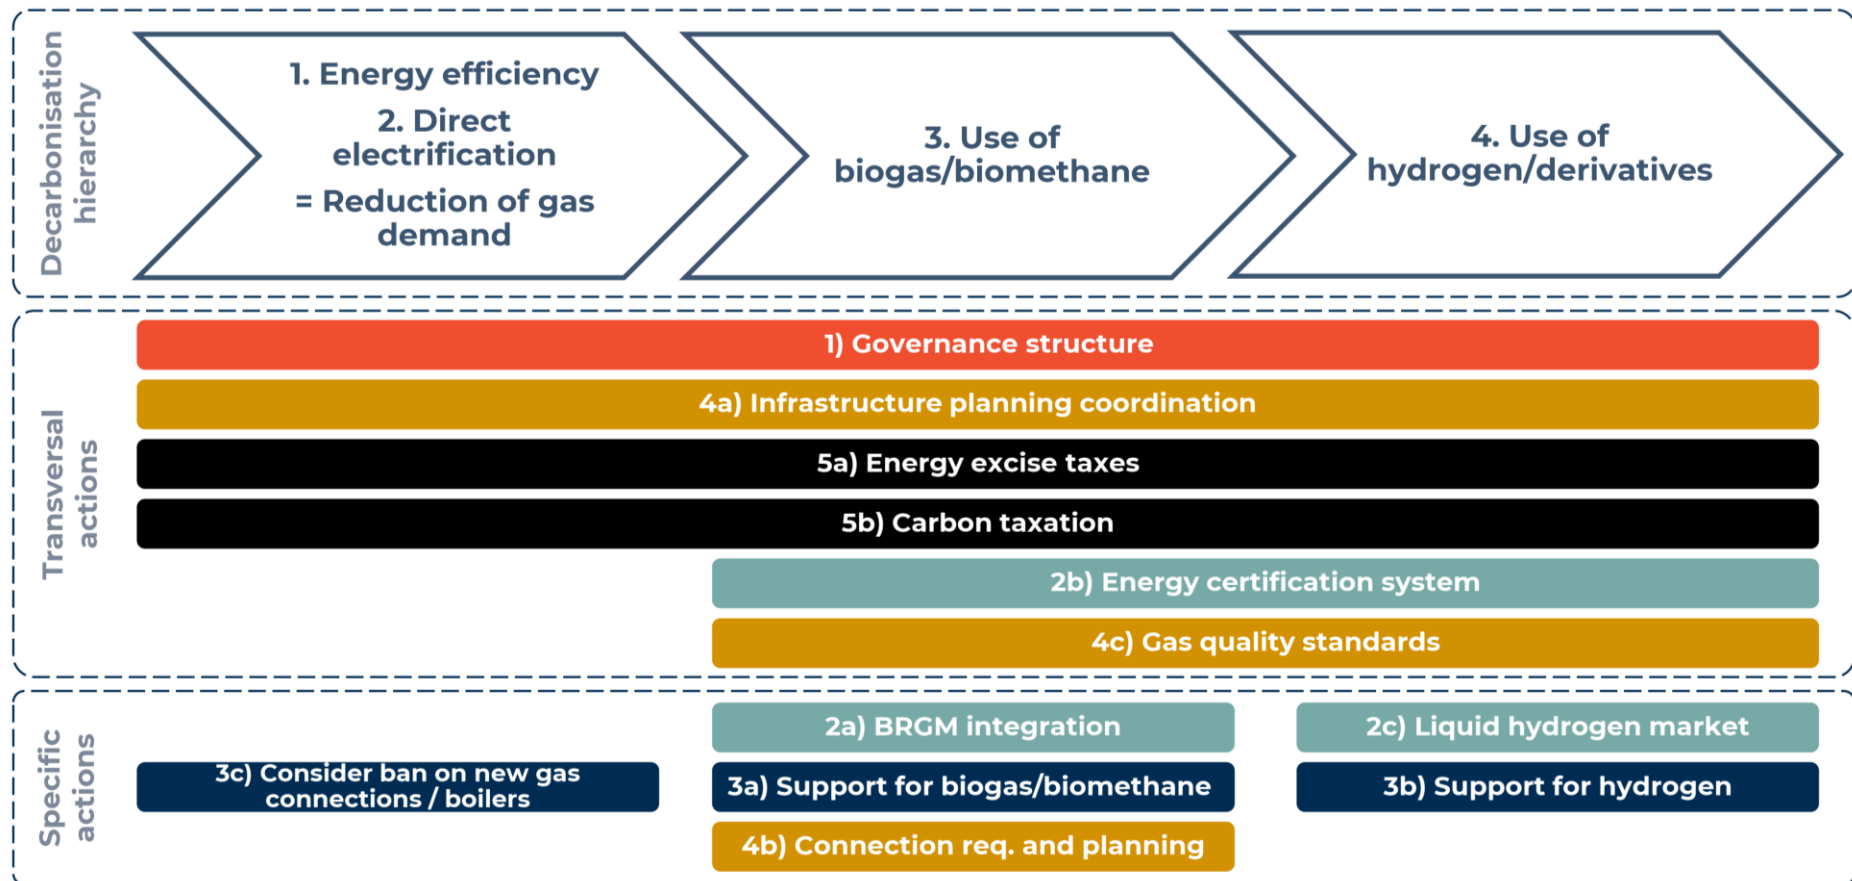 Decarbonisation
hierarchy
1. Energy efficiency
2. Direct
electrification
= Reduction of gas
demand
3. Use of
biogas/biomethane
4. Use of
hydrogen/derivatives
Transversal
actions
1) Governance structure
4a) Infrastructure planning coordination
5a) Energy excise taxes
5b) Carbon taxation
2b) Energy certification system
4c) Gas quality standards
Specific
actions
2a) BRGM integration
2c) Liquid hydrogen market
3c) Consider ban on new gas
connections / boilers
3a) Support for biogas/biomethane
3b) Support for hydrogen
4b) Connection req. and planning